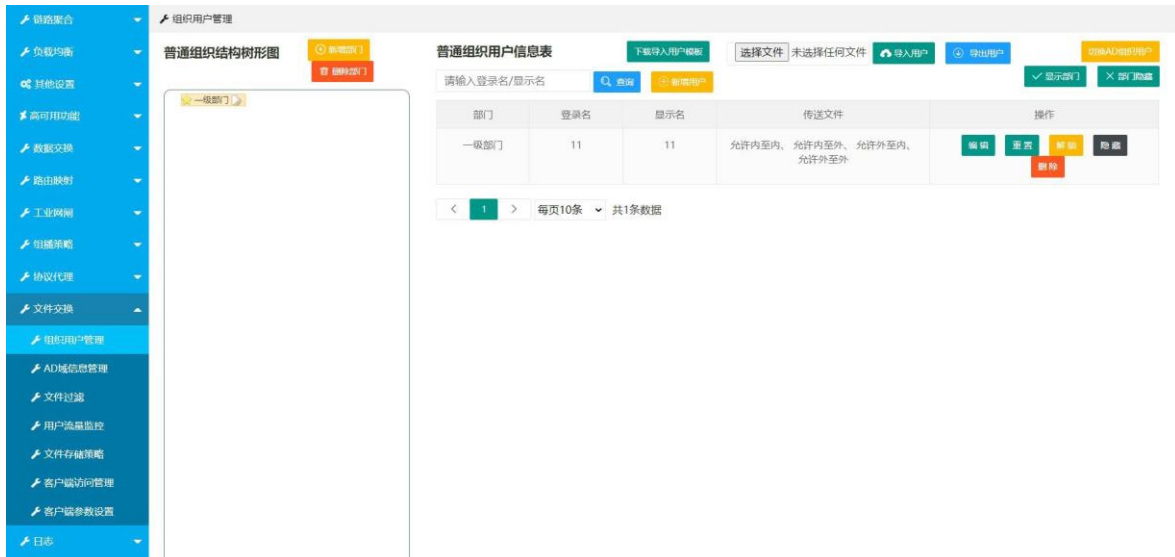 链路聚合
负载均衡
其他设置
高可用功能
数据交换
路由映射
工业网闸
组播策略
协议代理
文件交换
组织用户管理
AD域信息管理
文件过滤
用户流量监控
文件存储策略
客户端访问管理
客户端参数设置
日志
组织用户管理
普通组织结构树形图
新增部门
删除部门
一级部门
普通组织用户信息表
下载导入用户模板
选择文件 未选择任何文件
导入用户
导出用户
切换AD组织用户
请输入登录名/显示名
查询
新增用户
显示部门
部门隐藏
部门 登录名 显示名 传送文件 操作
一级部门 11 11 允许内至内、 允许内至外、 允许外至内、
允许外至外
编辑 重置 解锁 隐藏
删除
1 每页10条 共1条数据